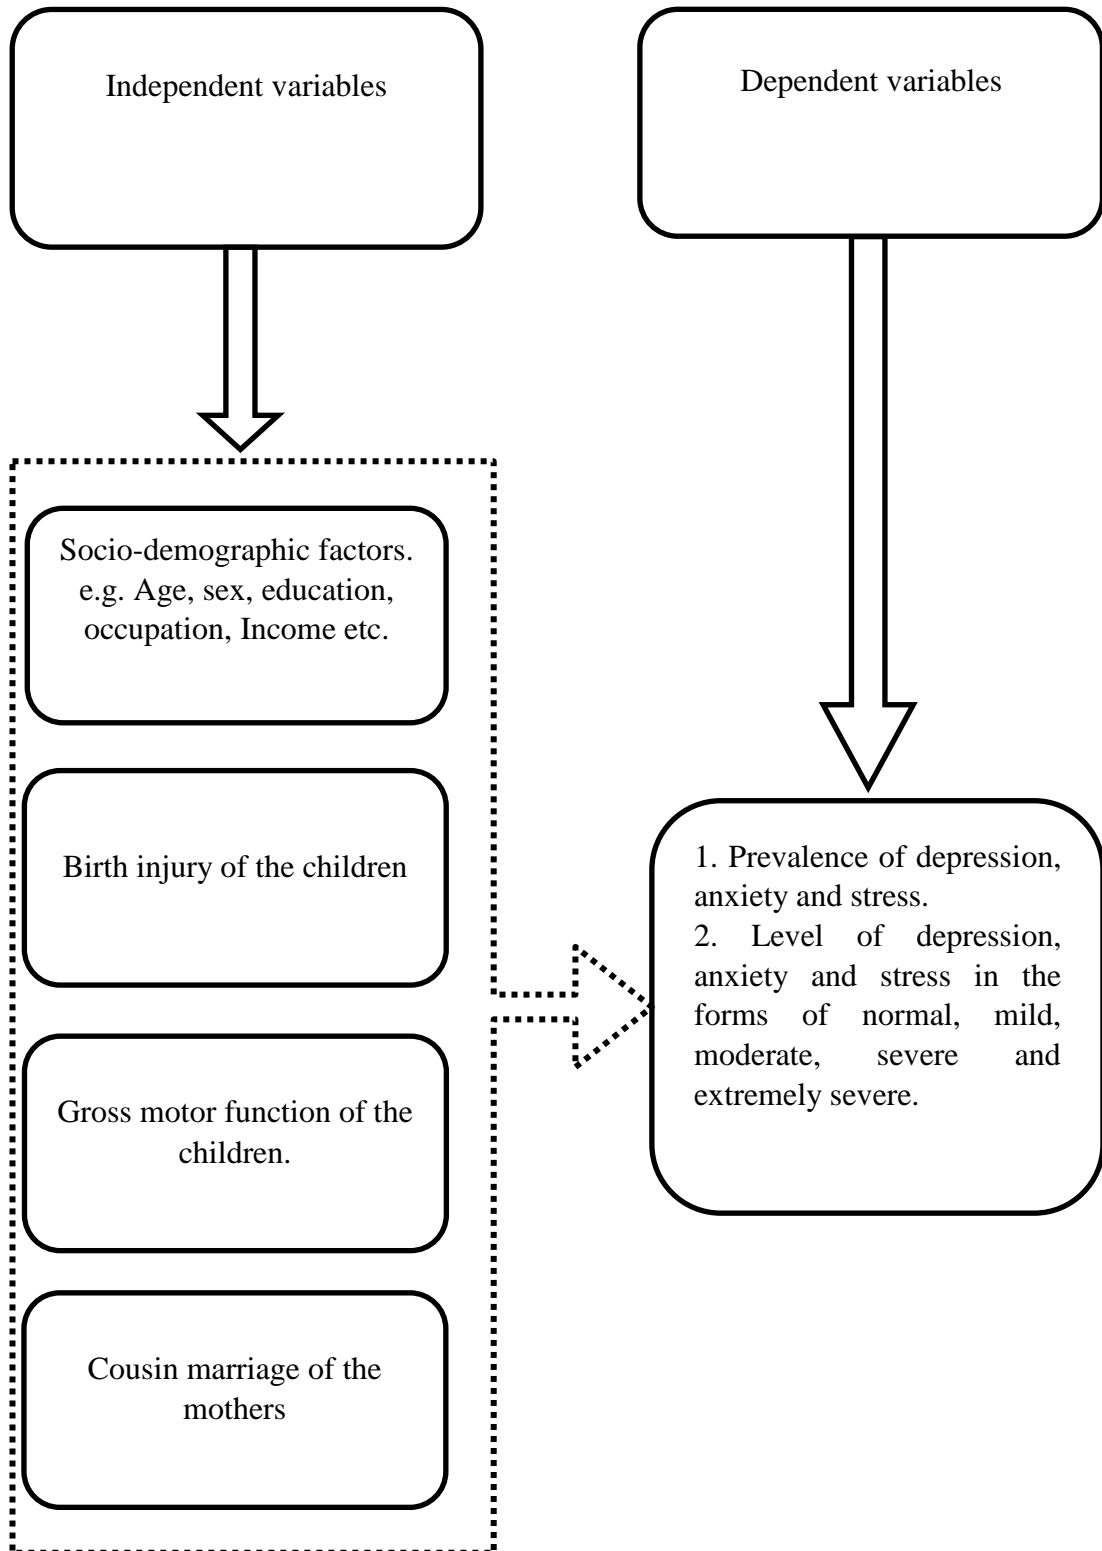 Independent variables
Dependent variables
Socio-demographic factors.
e.g. Age, sex, education,
occupation, Income etc.
Birth injury of the children
Gross motor function of the
children.
Cousin marriage of the
mothers
1. Prevalence of depression,
anxiety and stress.
2. Level of depression,
anxiety and stress in the
forms of normal, mild,
moderate, severe and
extremely severe.